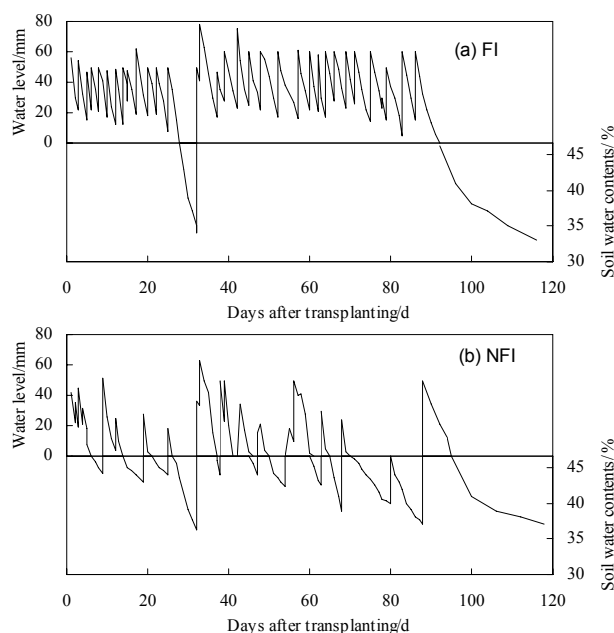 80
(a) FI
60
40
20
0
Water level/mm
45
40
35
30
Soil water contents/%
0 20 40 60 80 100 120
Days after transplanting/d
80
(b) NFI
60
40
20
0
Water level/mm
45
40
35
30
Soil water contents/%
0 20 40 60 80 100 120
Days after transplanting/d